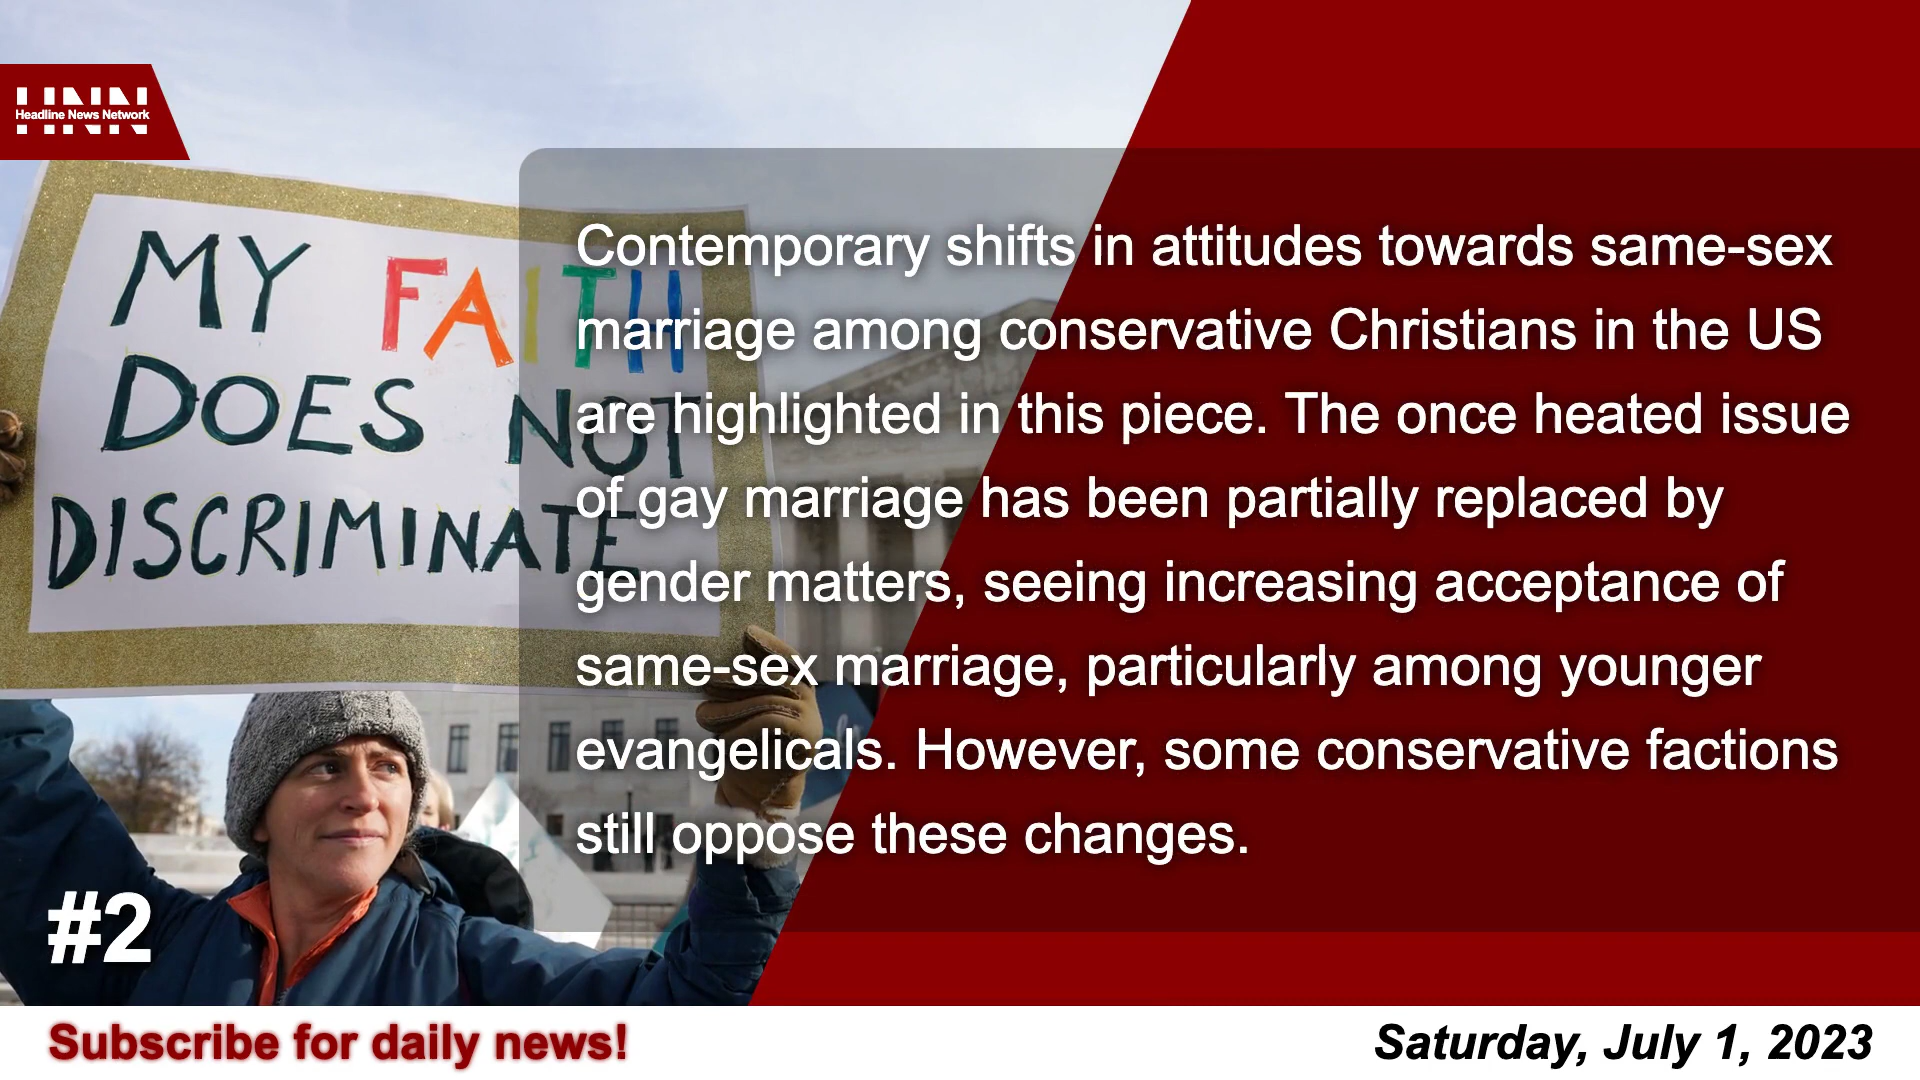 HNN
Headline News Network
MY FAITH
DOES NOT
DISCRIMINATE
Contemporary shifts in attitudes towards same-sex
marriage among conservative Christians in the US
are highlighted in this piece. The once heated issue
of gay marriage has been partially replaced by
gender matters, seeing increasing acceptance of
same-sex marriage, particularly among younger
evangelicals. However, some conservative factions
still oppose these changes.
#2
Subscribe for daily news!
Saturday, July 1, 2023